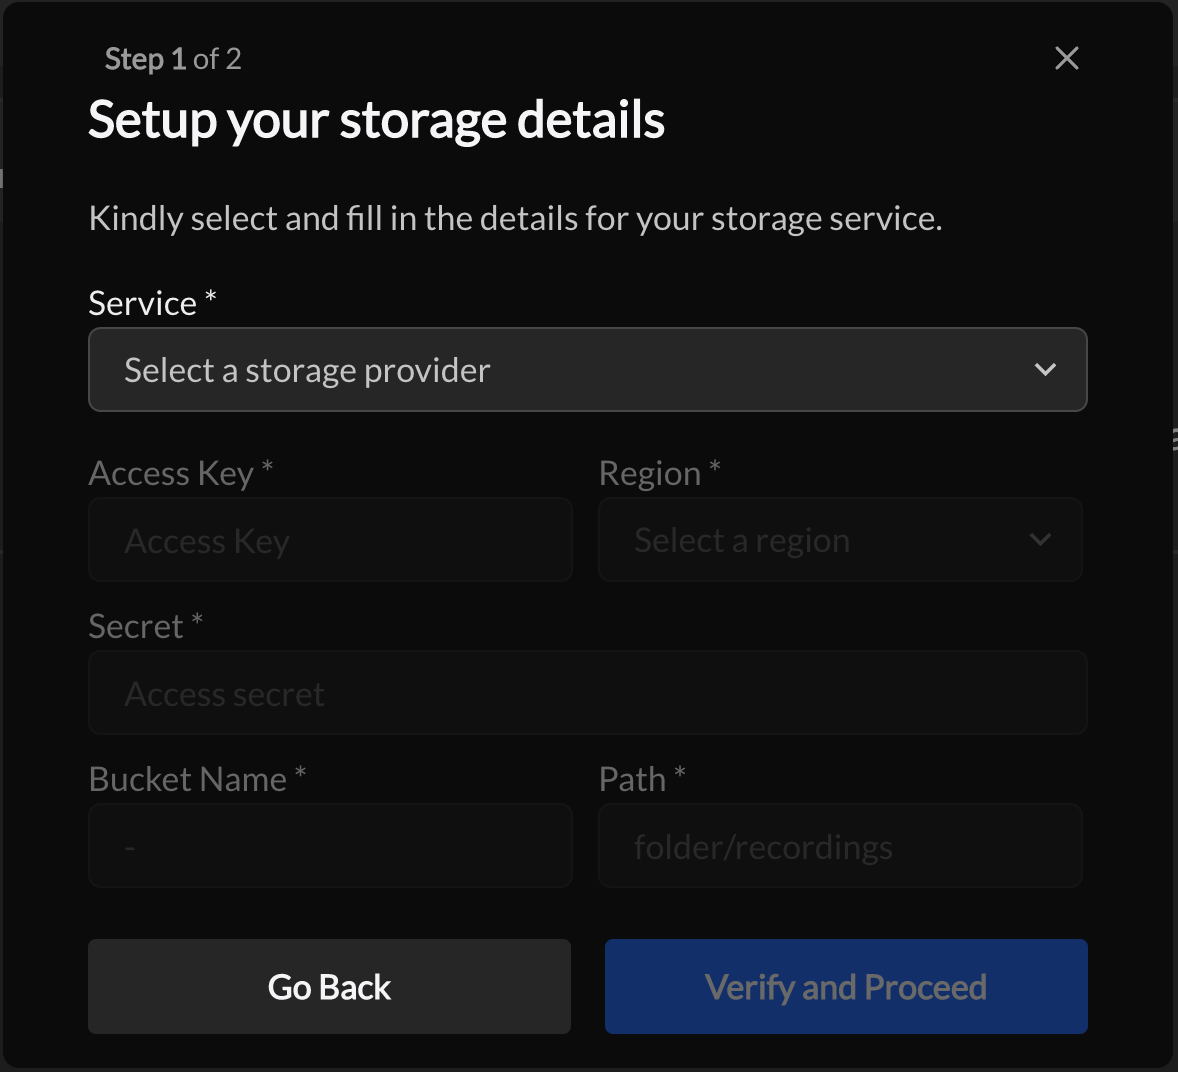 Step 1 of 2
Setup your storage details
Kindly select and fill in the details for your storage service.
Service *
Select a storage provider
Access Key *
Region *
Access Key
Select a region
Secret *
Access secret
Bucket Name *
Path *
-
folder/recordings
Go Back
Verify and Proceed